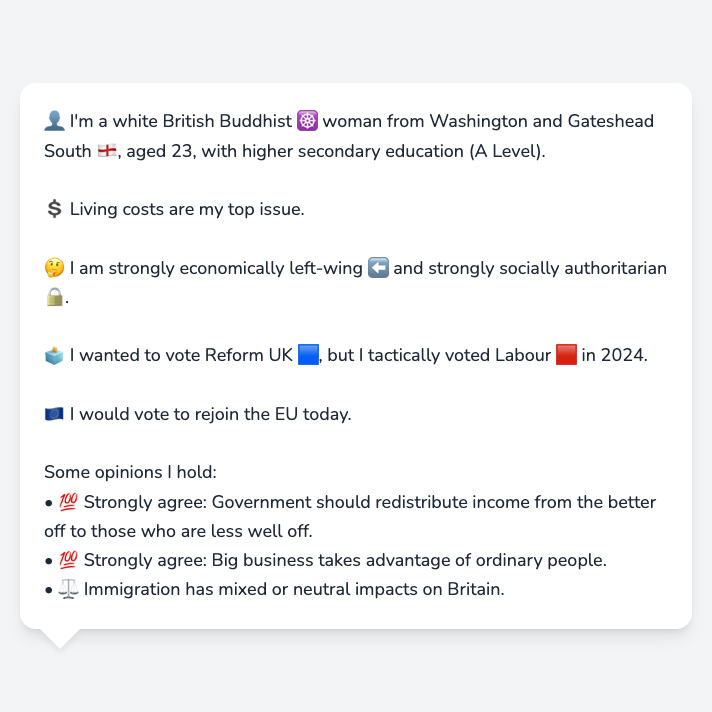 👤 I'm a white British Buddhist ☸️ woman from Washington and Gateshead
South 🏴󠁧󠁢󠁥󠁮󠁧󠁿, aged 23, with higher secondary education (A Level).
💲 Living costs are my top issue.
🤔 I am strongly economically left-wing ⬅️ and strongly socially authoritarian
🔒.
🗳️ I wanted to vote Reform UK 🟦, but I tactically voted Labour 🟥 in 2024.
🇪🇺 I would vote to rejoin the EU today.
Some opinions I hold:
• 💯 Strongly agree: Government should redistribute income from the better
off to those who are less well off.
• 💯 Strongly agree: Big business takes advantage of ordinary people.
• ⚖️ Immigration has mixed or neutral impacts on Britain.